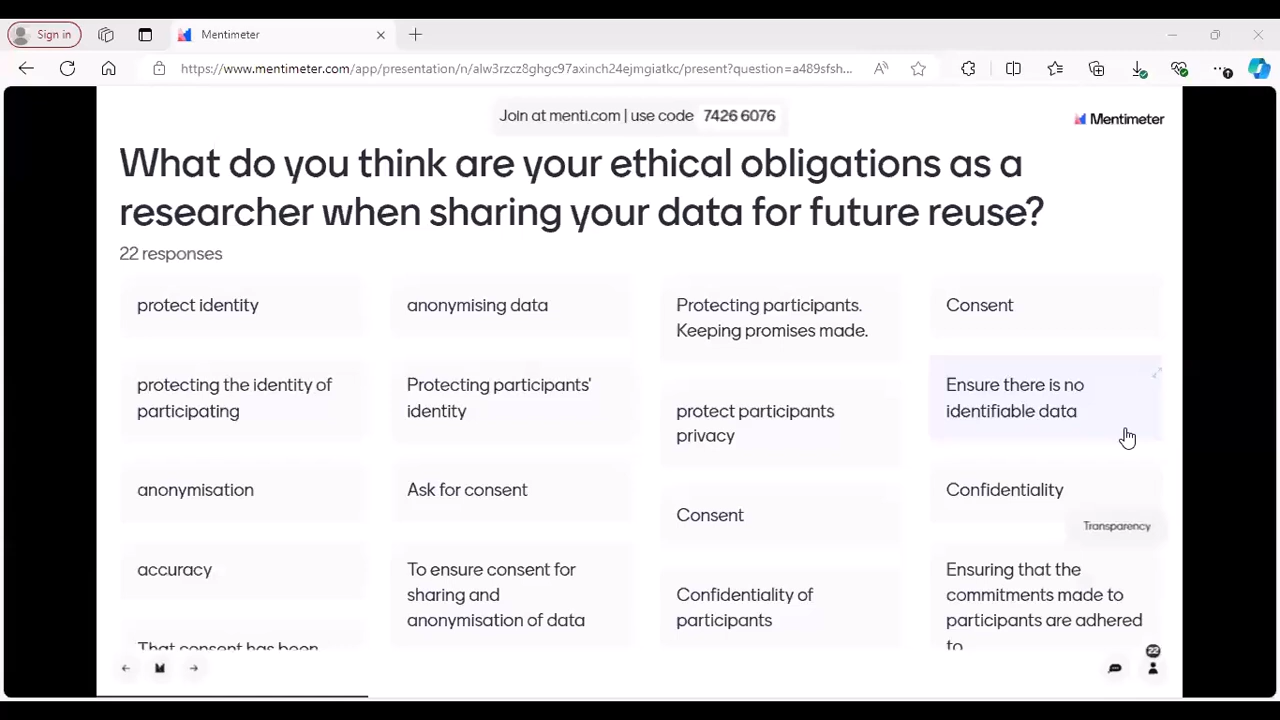 Sign in
Mentimeter
https://www.mentimeter.com/app/presentation/n/alw3rzcz8ghgc97axinch24ejmgiatkc/present?question=a489sfsh...
Join at menti.com | use code 7426 6076
Mentimeter
What do you think are your ethical obligations as a
researcher when sharing your data for future reuse?
22 responses
protect identity
protecting the identity of
participating
anonymisation
accuracy
That consent has been
anonymising data
Protecting participants'
identity
Ask for consent
To ensure consent for
sharing and
anonymisation of data
Protecting participants.
Keeping promises made.
protect participants
privacy
Consent
Confidentiality of
participants
Consent
Ensure there is no
identifiable data
Confidentiality
Transparency
Ensuring that the
commitments made to
participants are adhered
to
22